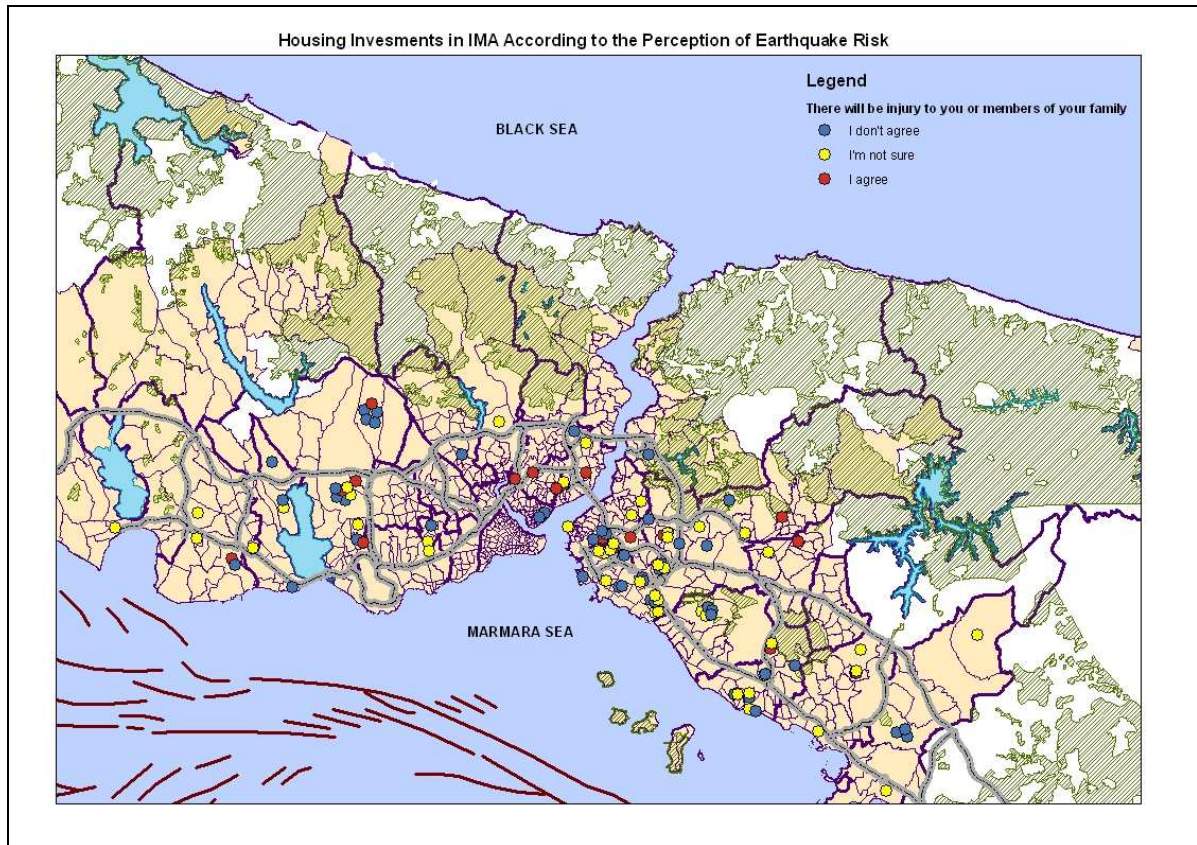 Housing Invesments in IMA According to the Perception of Earthquake Risk
Legend
There will be injury to you or members of your family
I don't agree
I'm not sure
I agree
BLACK SEA
MARMARA SEA